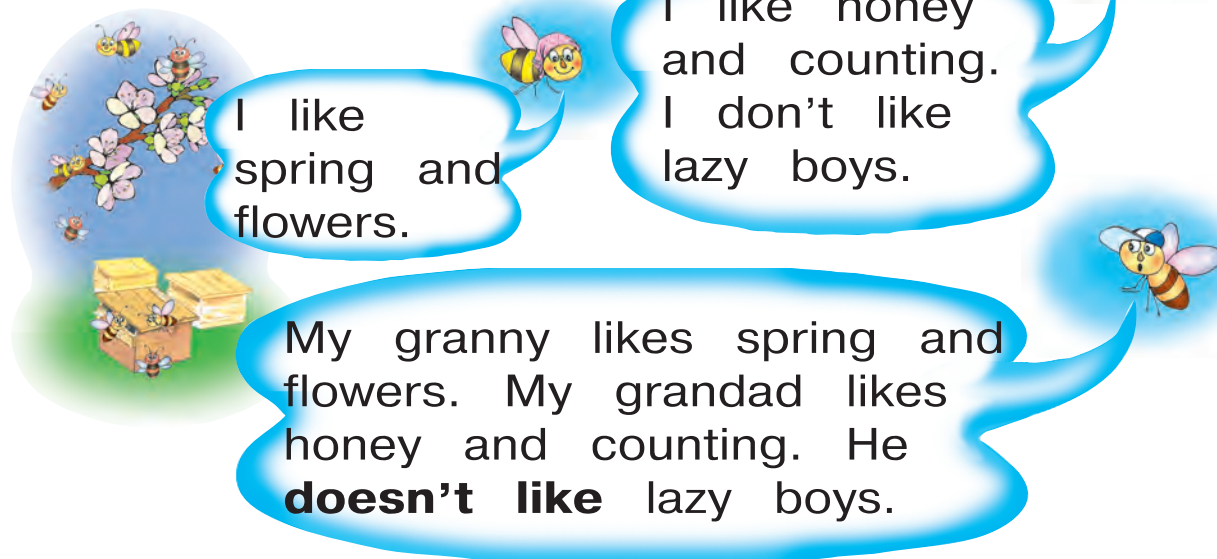 I like
spring and
flowers.
I like honey
and counting.
I don't like
lazy boys.
My granny likes spring and
flowers. My grandad likes
honey and counting. He
doesn't like lazy boys.